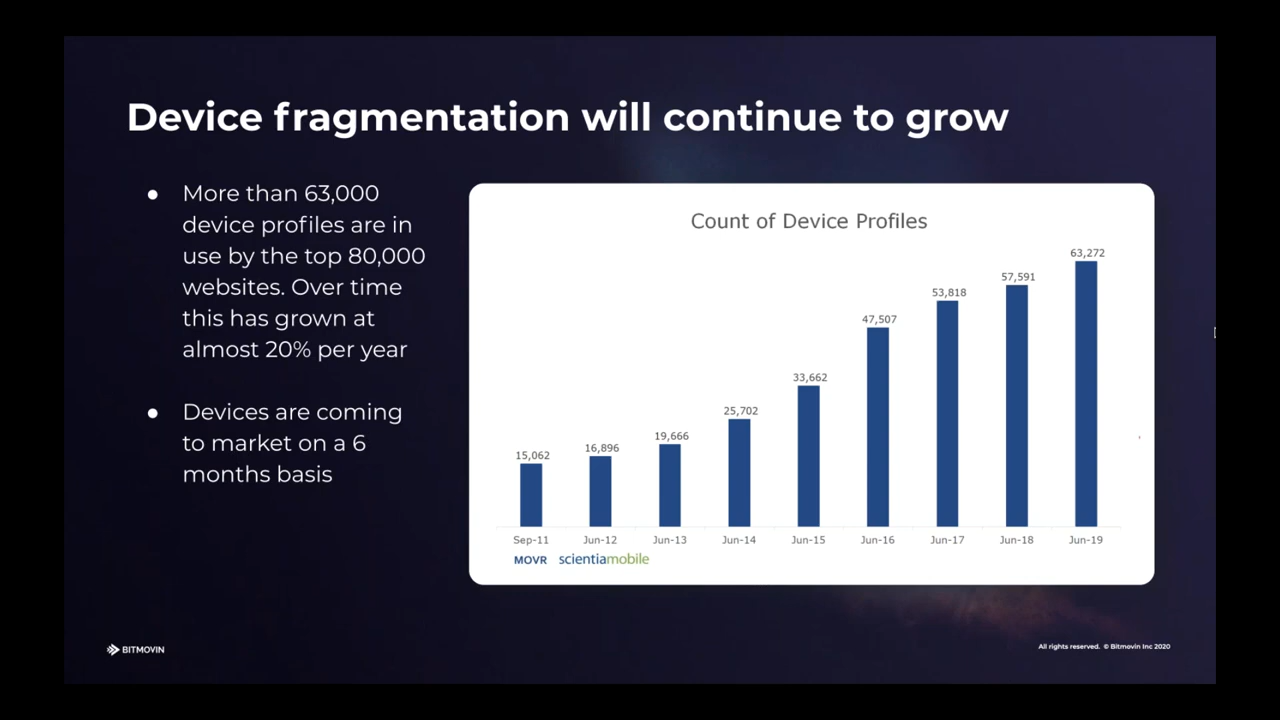 Device fragmentation will continue to grow
● More than 63,000
device profiles are in
use by the top 80,000
websites. Over time
this has grown at
almost 20% per year
● Devices are coming
to market on a 6
months basis
Count of Device Profiles
15,062
16,896
19,666
25,702
33,662
47,507
53,818
57,591
63,272
Sep-11 Jun-12 Jun-13 Jun-14 Jun-15 Jun-16 Jun-17 Jun-18 Jun-19
MOVR scientiamobile
BITMOVIN
All rights reserved. © Bitmovin Inc 2020